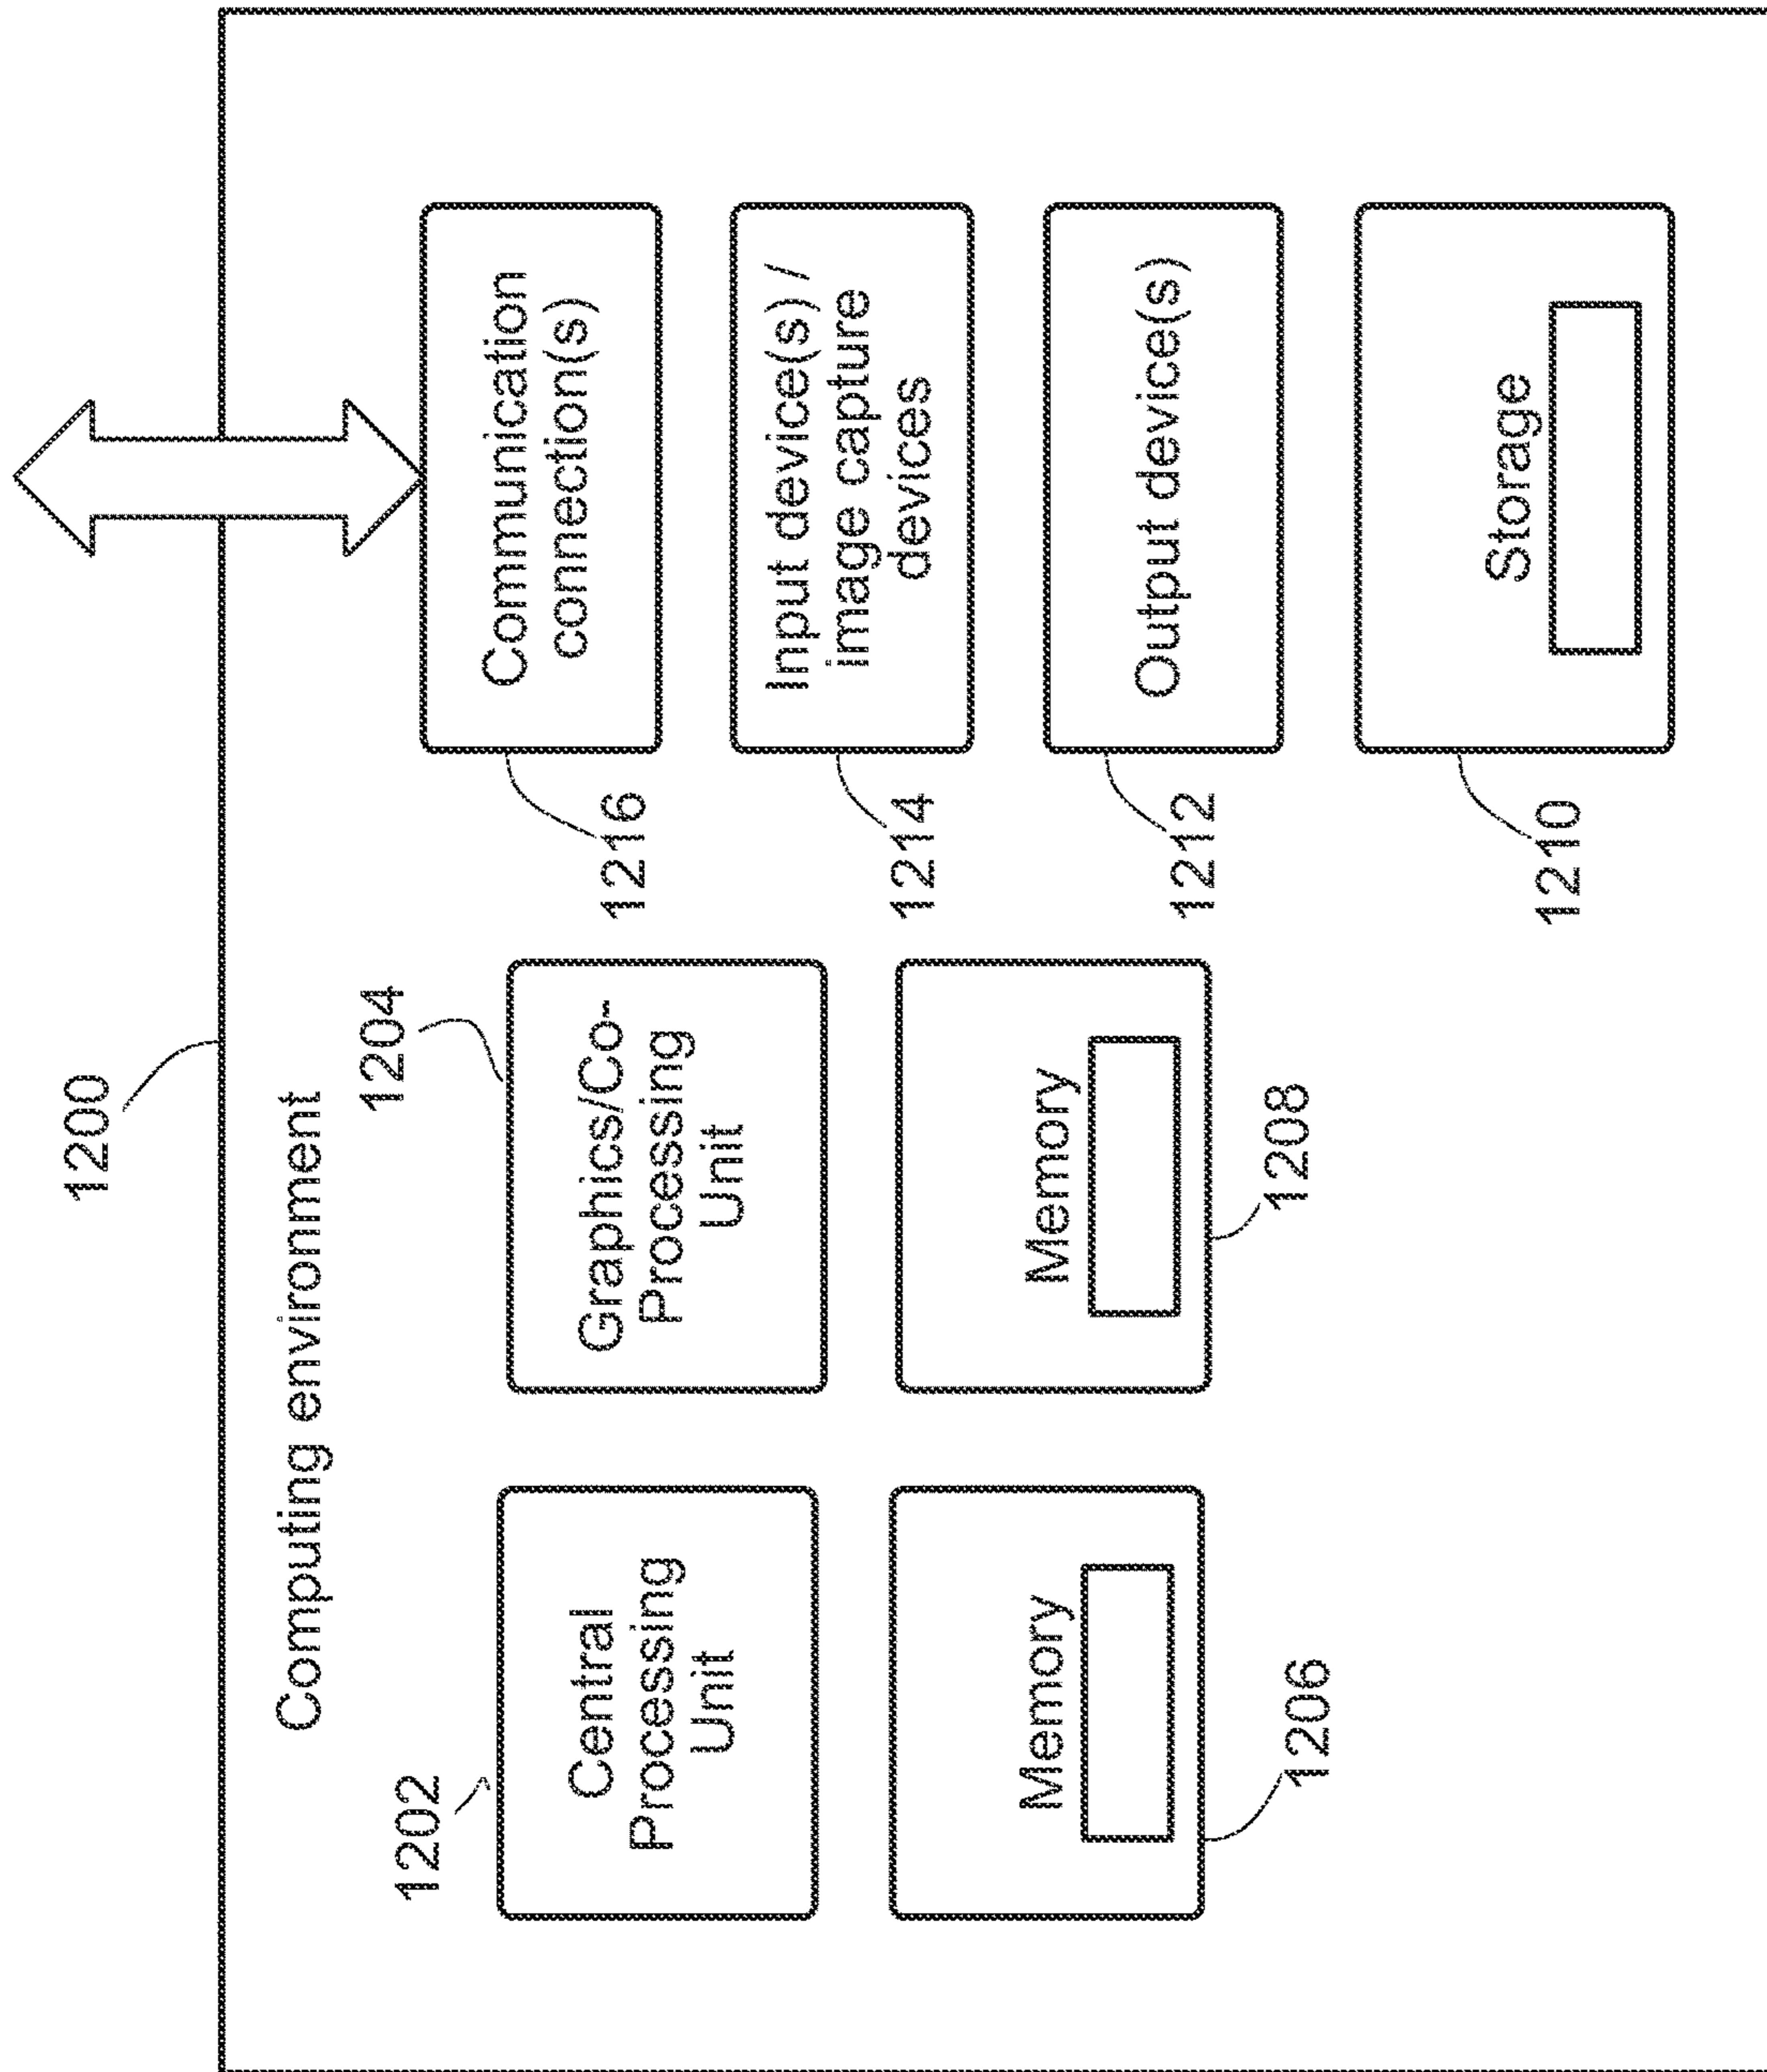 1200
Computing environment
1202
Central
Processing
Unit
1204
Graphics/Co-
Processing
Unit
Memory
1206
Memory
1208
Communication
connection(s)
1216
Input device(s) /
image capture
devices
1214
Output device(s)
1212
Storage
1210